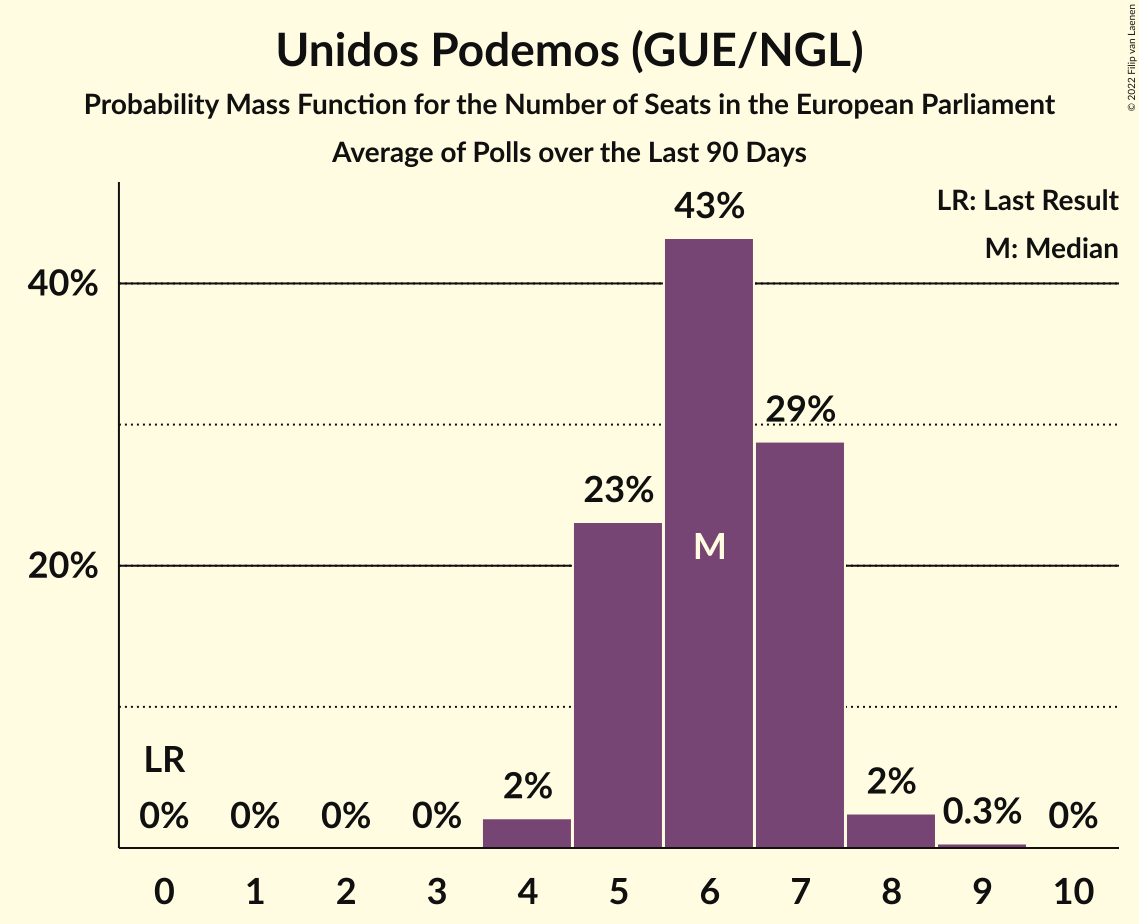 Unidos Podemos (GUE/NGL)
Probability Mass Function for the Number of Seats in the European Parliament
Average of Polls over the Last 90 Days
© 2022 Filip van Laenen
LR: Last Result
M: Median
43%
40%
29%
23%
M
20%
LR
0% 0% 0% 0% 2% 2% 0.3% 0%
0 1 2 3 4 5 6 7 8 9 10